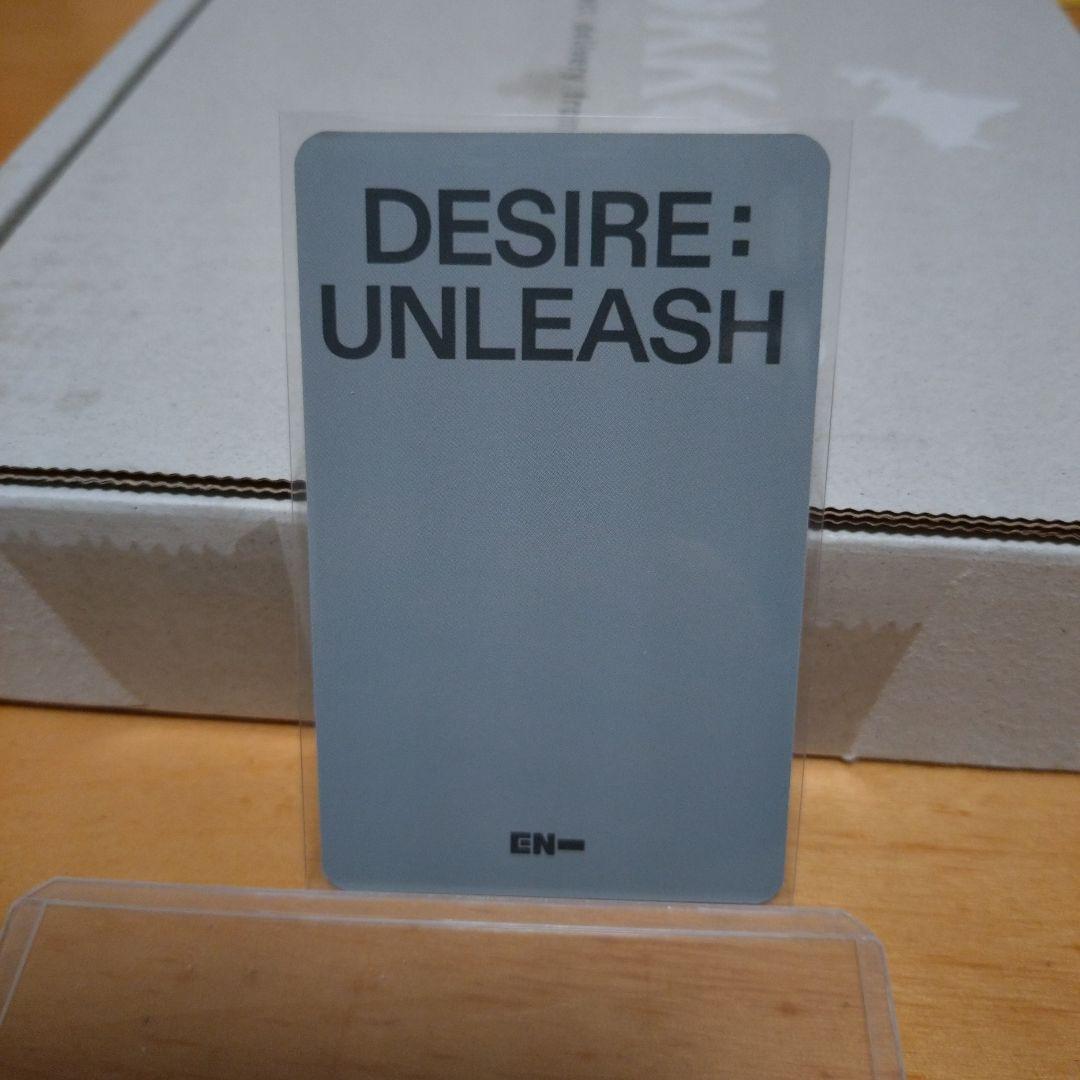 DESIRE :
UNLEASH
EN–